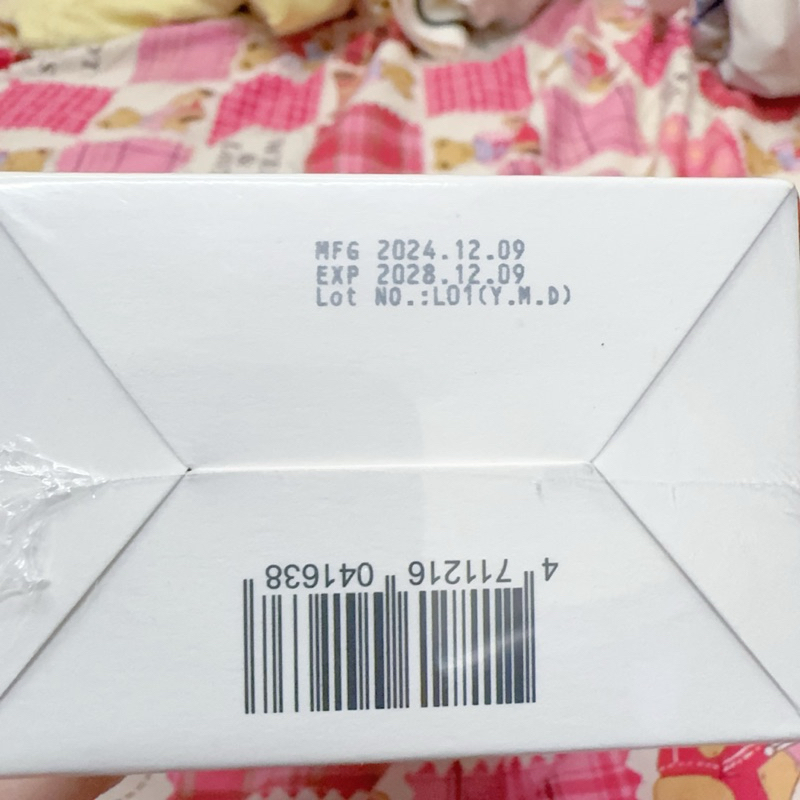 MFG 2024.12.09
EXP 2028.12.09
Lot NO.:L01(Y.M.D)
4 711216 041638